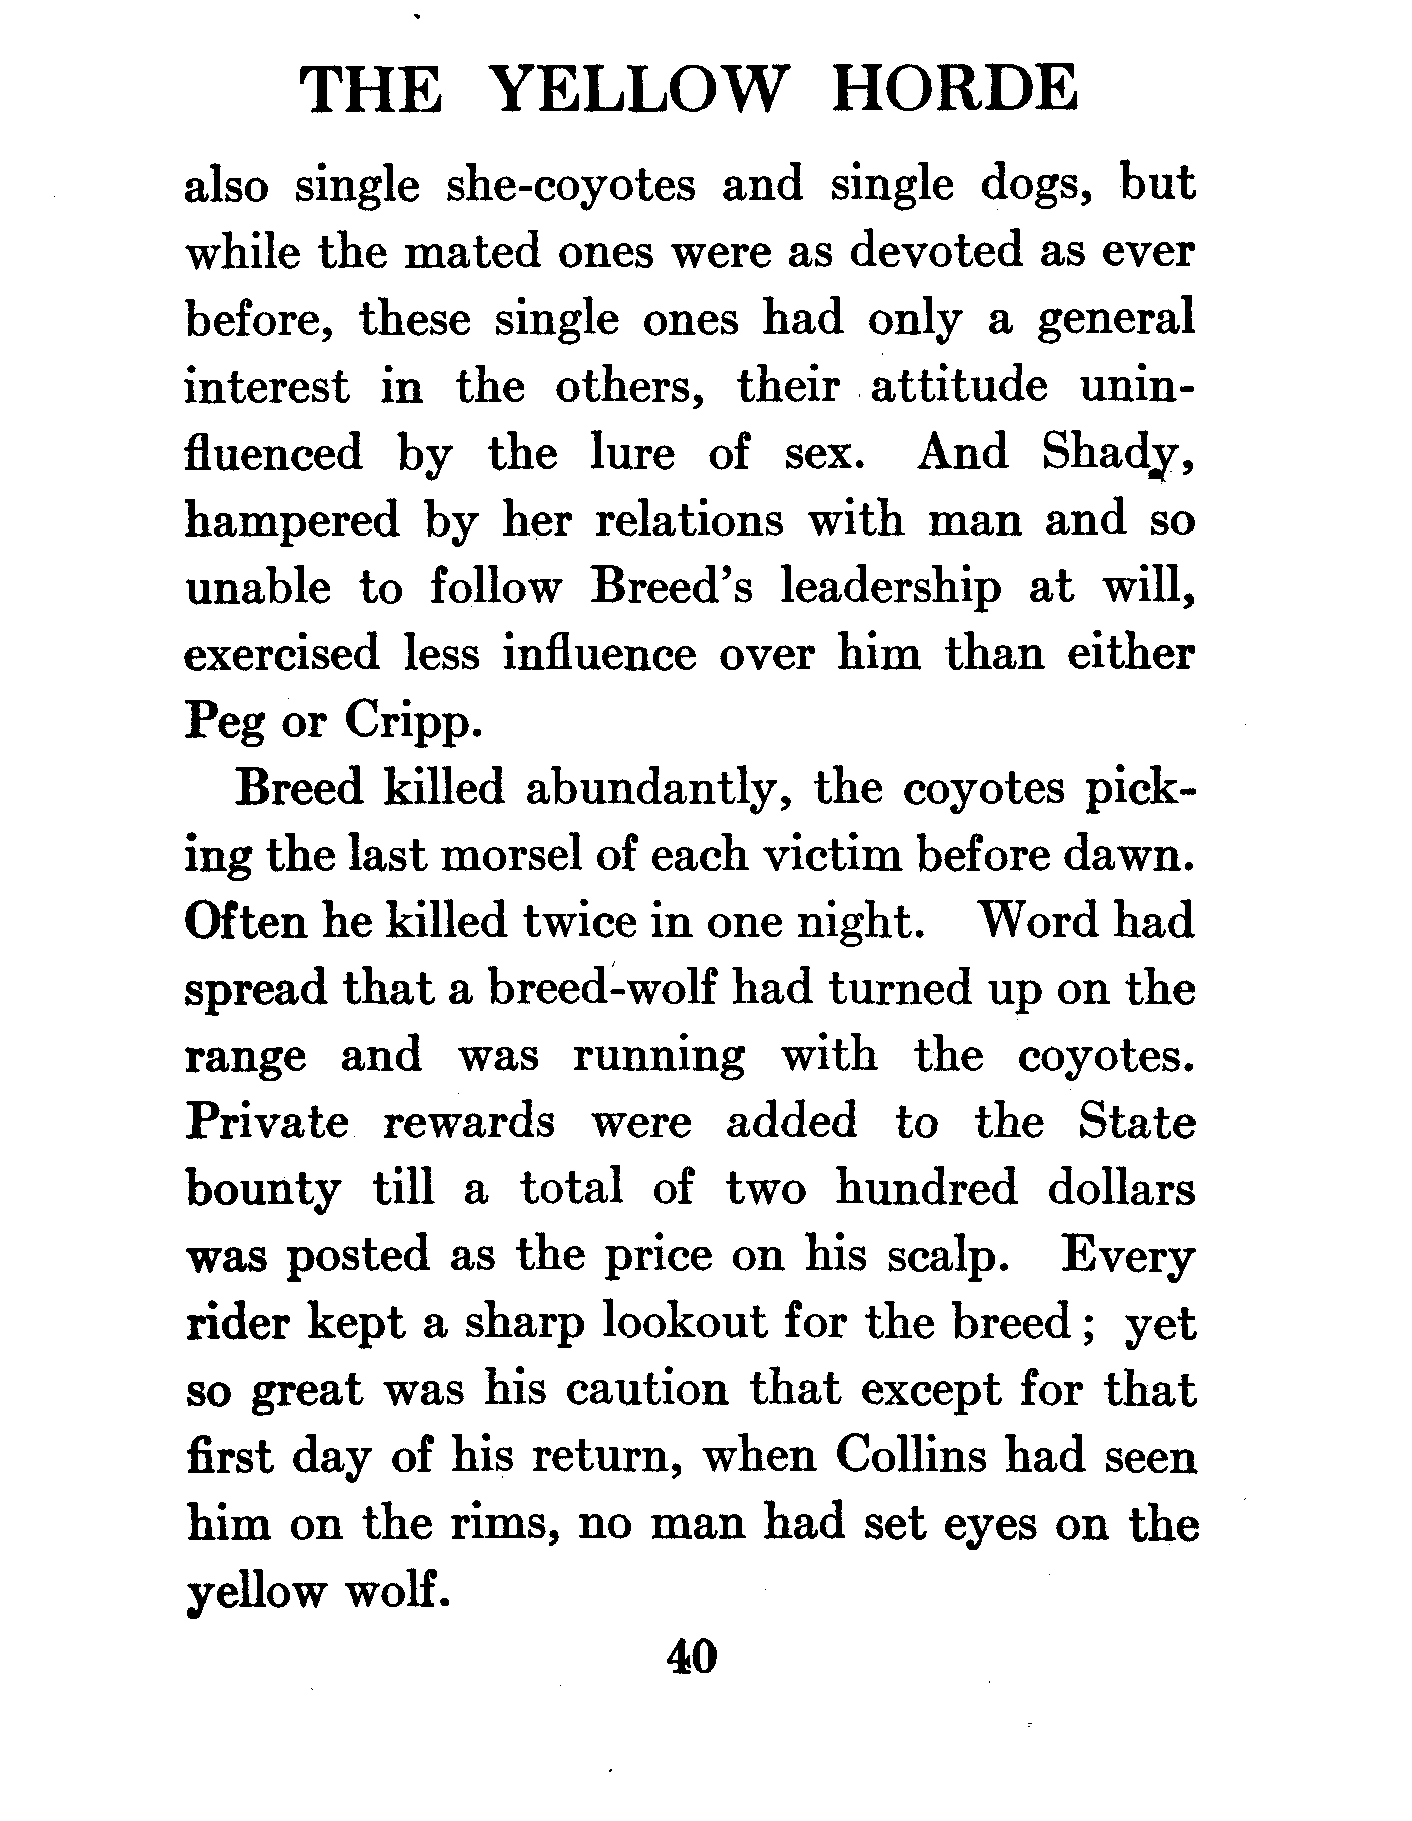 THE YELLOW HORDE
also single she-coyotes and single dogs, but
while the mated ones were as devoted as ever
before, these single ones had only a general
interest in the others, their attitude unin-
fluenced by the lure of sex. And Shady,
hampered by her relations with man and so
unable to follow Breed's leadership at will,
exercised less influence over him than either
Peg or Cripp.
Breed killed abundantly, the coyotes pick-
ing the last morsel of each victim before dawn.
Often he killed twice in one night. Word had
spread that a breed-wolf had turned up on the
range and was running with the coyotes.
Private rewards were added to the State
bounty till a total of two hundred dollars
was posted as the price on his scalp. Every
rider kept a sharp lookout for the breed; yet
so great was his caution that except for that
first day of his return, when Collins had seen
him on the rims, no man had set eyes on the
yellow wolf.
40